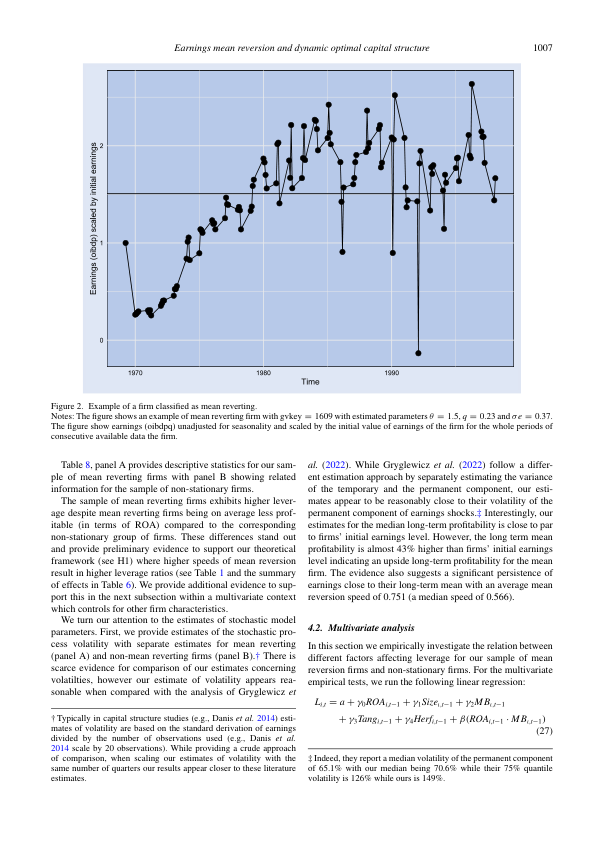 Earnings mean reversion and dynamic optimal capital structure
1007
Earnings (oibdp) scaled by initial earnings
2
1
0
1970
1980
1990
Time
Figure 2. Example of a firm classified as mean reverting.
Notes: The figure shows an example of mean reverting firm with gvkey = 1609 with estimated parameters θ = 1.5, q = 0.23 and σe = 0.37.
The figure show earnings (oibdpq) unadjusted for seasonality and scaled by the initial value of earnings of the firm for the whole periods of
consecutive available data the firm.
Table 8, panel A provides descriptive statistics for our sam-
ple of mean reverting firms with panel B showing related
information for the sample of non-stationary firms.
The sample of mean reverting firms exhibits higher lever-
age despite mean reverting firms being on average less prof-
itable (in terms of ROA) compared to the corresponding
non-stationary group of firms. These differences stand out
and provide preliminary evidence to support our theoretical
framework (see H1) where higher speeds of mean reversion
result in higher leverage ratios (see Table 1 and the summary
of effects in Table 6). We provide additional evidence to sup-
port this in the next subsection within a multivariate context
which controls for other firm characteristics.
We turn our attention to the estimates of stochastic model
parameters. First, we provide estimates of the stochastic pro-
cess volatility with separate estimates for mean reverting
(panel A) and non-mean reverting firms (panel B).† There is
scarce evidence for comparison of our estimates concerning
volatilties, however our estimate of volatility appears rea-
sonable when compared with the analysis of Gryglewicz et
† Typically in capital structure studies (e.g., Danis et al. 2014) esti-
mates of volatility are based on the standard derivation of earnings
divided by the number of observations used (e.g., Danis et al.
2014 scale by 20 observations). While providing a crude approach
of comparison, when scaling our estimates of volatility with the
same number of quarters our results appear closer to these literature
estimates.
al. (2022). While Gryglewicz et al. (2022) follow a differ-
ent estimation approach by separately estimating the variance
of the temporary and the permanent component, our esti-
mates appear to be reasonably close to their volatility of the
permanent component of earnings shocks.‡ Interestingly, our
estimates for the median long-term profitability is close to par
to firms' initial earnings level. However, the long term mean
profitability is almost 43% higher than firms' initial earnings
level indicating an upside long-term profitability for the mean
firm. The evidence also suggests a significant persistence of
earnings close to their long-term mean with an average mean
reversion speed of 0.751 (a median speed of 0.566).
4.2. Multivariate analysis
In this section we empirically investigate the relation between
different factors affecting leverage for our sample of mean
reversion firms and non-stationary firms. For the multivariate
empirical tests, we run the following linear regression:
L_{i,t} = a + γ₀ROA_{i,t−1} + γ₁Size_{i,t−1} + γ₂MB_{i,t−1}
+ γ₃Tang_{i,t−1} + γ₄Herf_{i,t−1} + β(ROA_{i,t−1} · MB_{i,t−1})
(27)
‡ Indeed, they report a median volatility of the permanent component
of 65.1% with our median being 70.6% while their 75% quantile
volatility is 126% while ours is 149%.